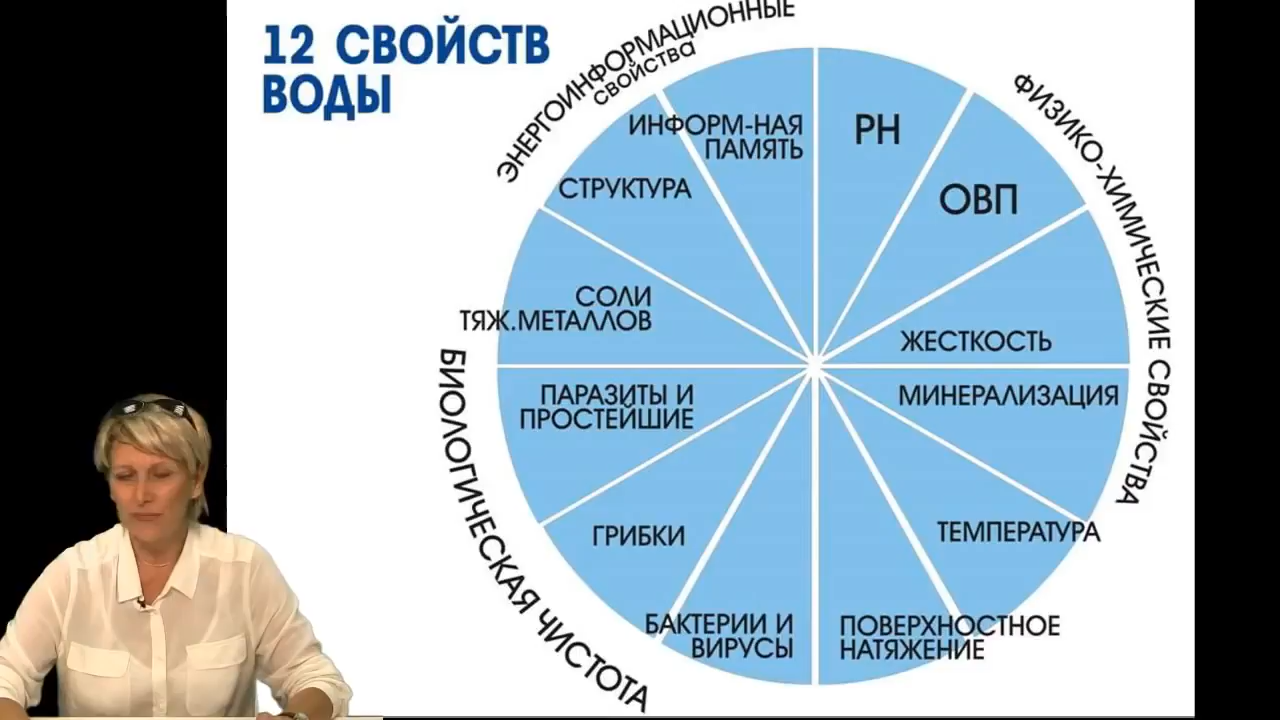 12 СВОЙСТВ
ВОДЫ
ЭНЕРГОИНФОРМАЦИОННЫЕ
свойства
ФИЗИКО-ХИМИЧЕСКИЕ СВОЙСТВА
БИОЛОГИЧЕСКАЯ ЧИСТОТА
ИНФОРМ-НАЯ
ПАМЯТЬ
СТРУКТУРА
СОЛИ
ТЯЖ.МЕТАЛЛОВ
ПАРАЗИТЫ И
ПРОСТЕЙШИЕ
ГРИБКИ
БАКТЕРИИ И
ВИРУСЫ
РН
ОВП
ЖЕСТКОСТЬ
МИНЕРАЛИЗАЦИЯ
ТЕМПЕРАТУРА
ПОВЕРХНОСТНОЕ
НАТЯЖЕНИЕ